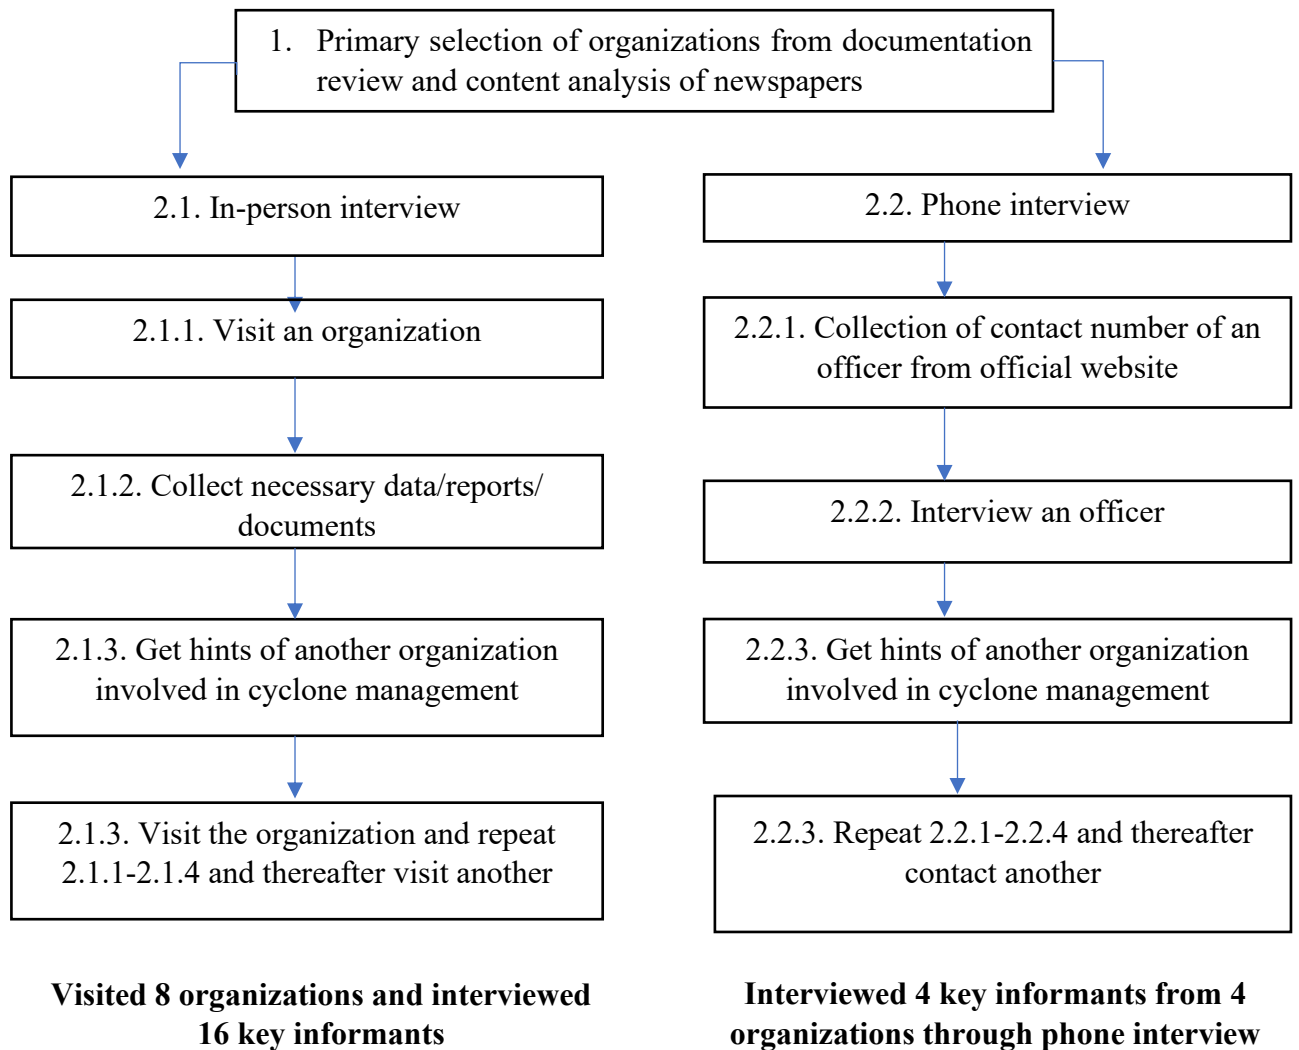 1. Primary selection of organizations from documentation
review and content analysis of newspapers
2.1. In-person interview
2.1.1. Visit an organization
2.1.2. Collect necessary data/reports/
documents
2.1.3. Get hints of another organization
involved in cyclone management
2.1.3. Visit the organization and repeat
2.1.1-2.1.4 and thereafter visit another
Visited 8 organizations and interviewed
16 key informants
2.2. Phone interview
2.2.1. Collection of contact number of an
officer from official website
2.2.2. Interview an officer
2.2.3. Get hints of another organization
involved in cyclone management
2.2.3. Repeat 2.2.1-2.2.4 and thereafter
contact another
Interviewed 4 key informants from 4
organizations through phone interview